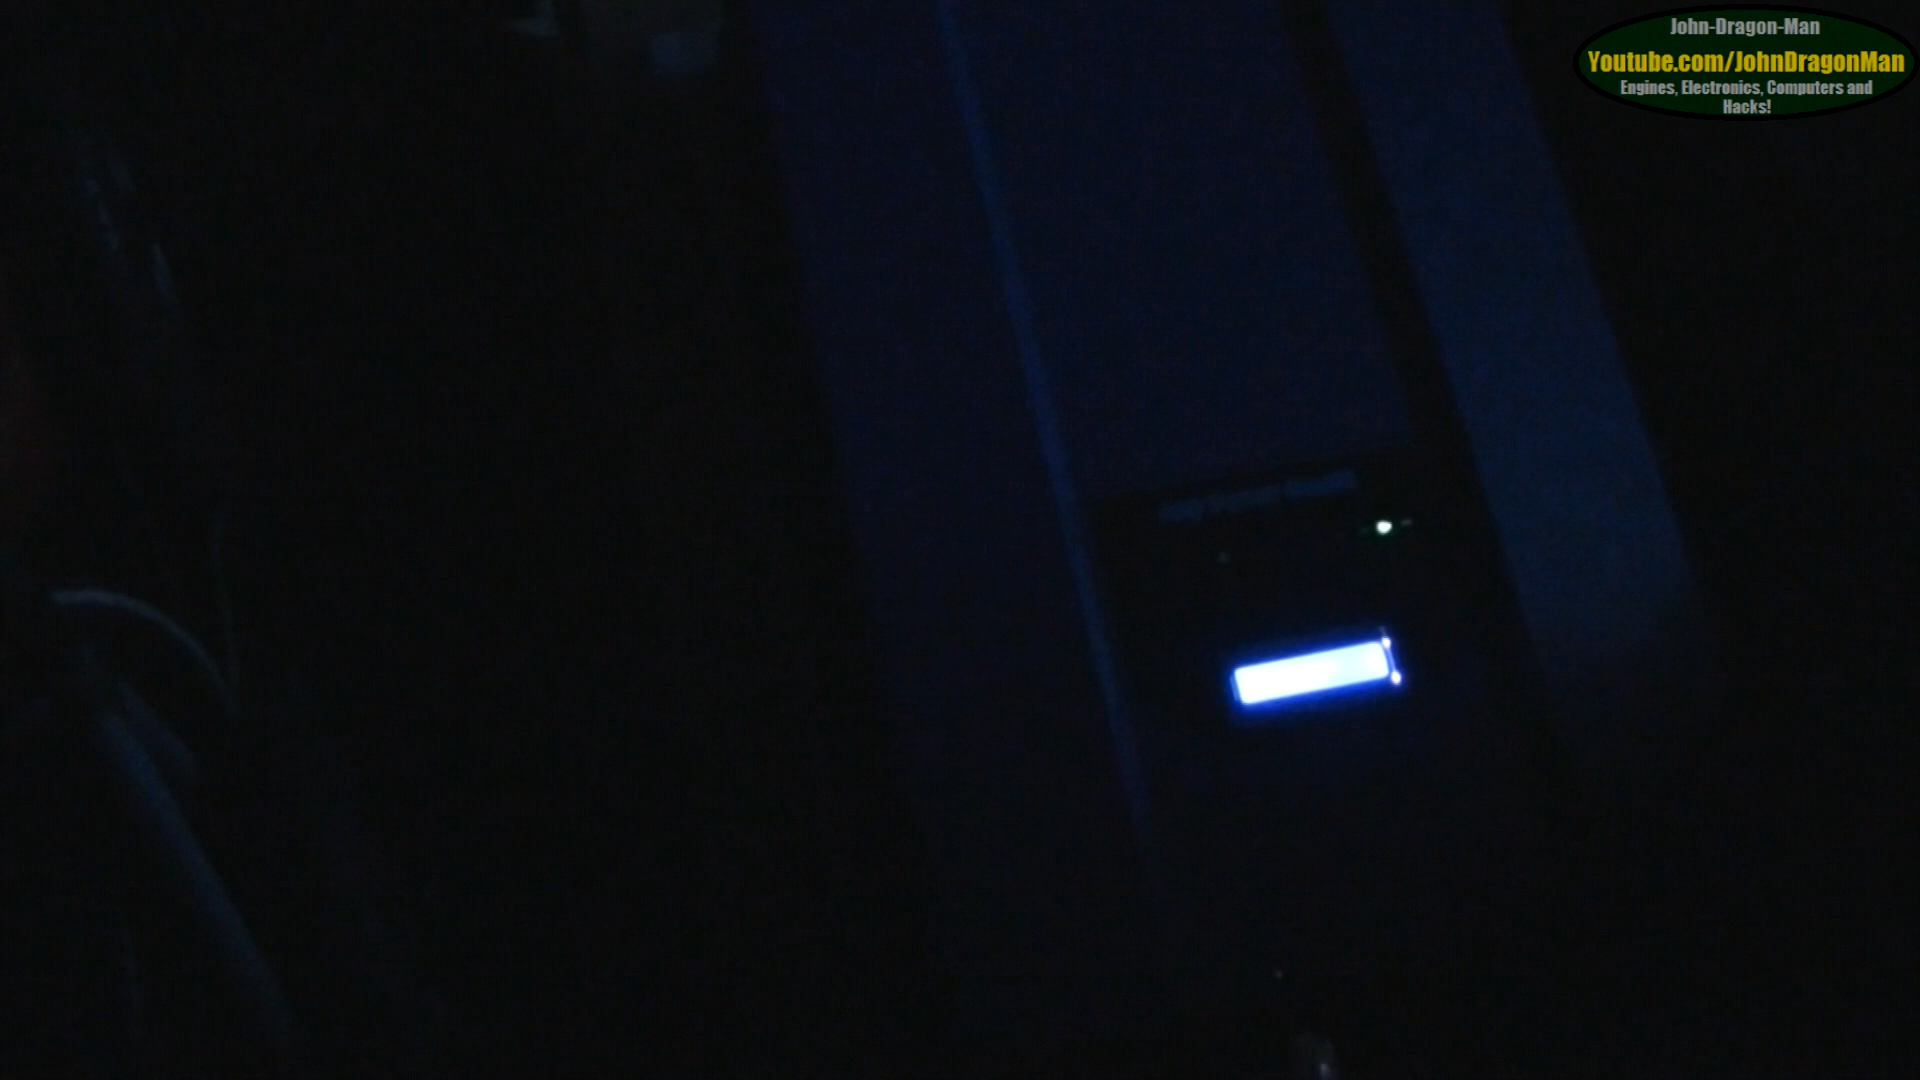 John-Dragon-Man
Youtube.com/JohnDragonMan
Engines, Electronics, Computers and
Hacks!